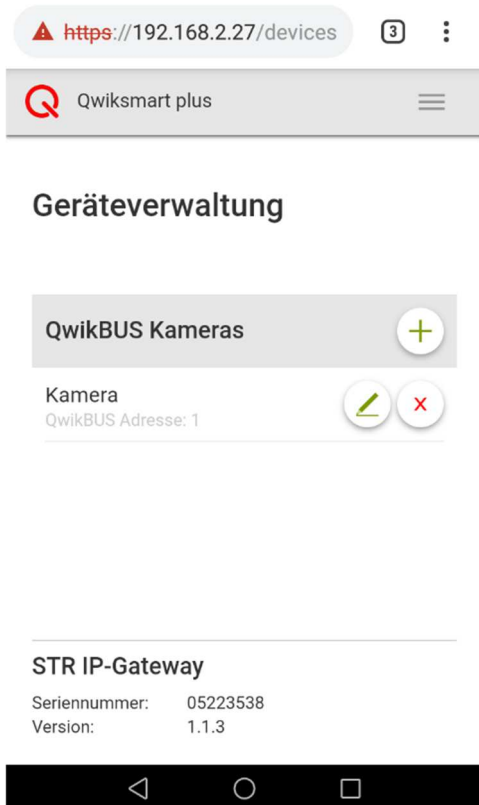 https://192.168.2.27/devices 3
Qwiksmart plus
Geräteverwaltung
QwikBUS Kameras
Kamera
QwikBUS Adresse: 1
STR IP-Gateway
Seriennummer: 05223538
Version: 1.1.3